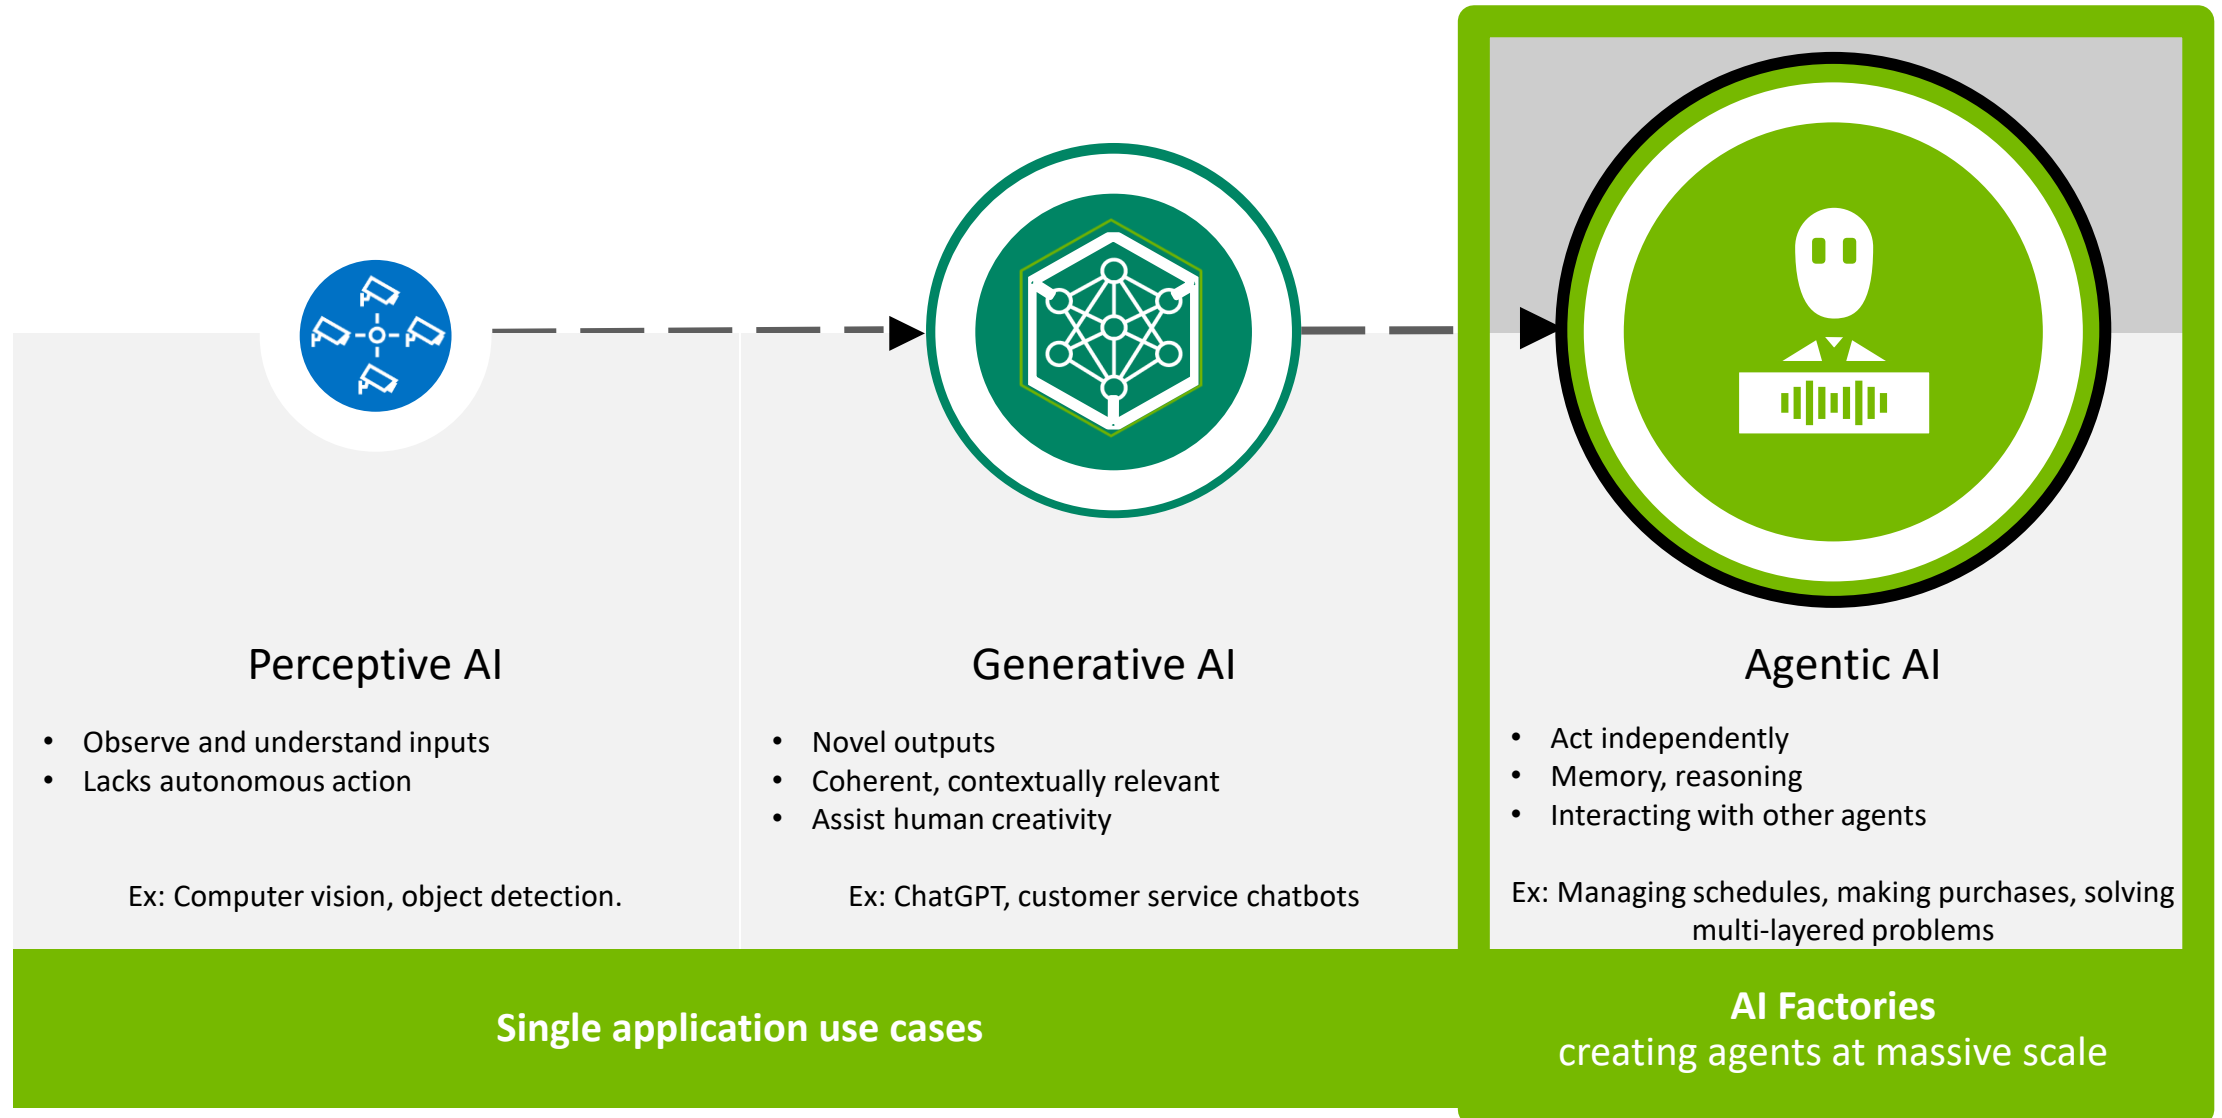 Perceptive AI
• Observe and understand inputs
• Lacks autonomous action
Ex: Computer vision, object detection.
Generative AI
• Novel outputs
• Coherent, contextually relevant
• Assist human creativity
Ex: ChatGPT, customer service chatbots
Agentic AI
• Act independently
• Memory, reasoning
• Interacting with other agents
Ex: Managing schedules, making purchases, solving
multi-layered problems
Single application use cases
AI Factories
creating agents at massive scale